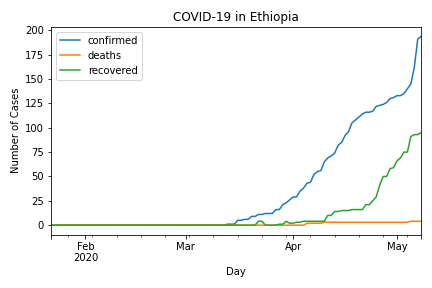 COVID-19 in Ethiopia
confirmed
deaths
recovered
Number of Cases
200
175
150
125
100
75
50
25
0
Feb
2020
Mar
Apr
May
Day